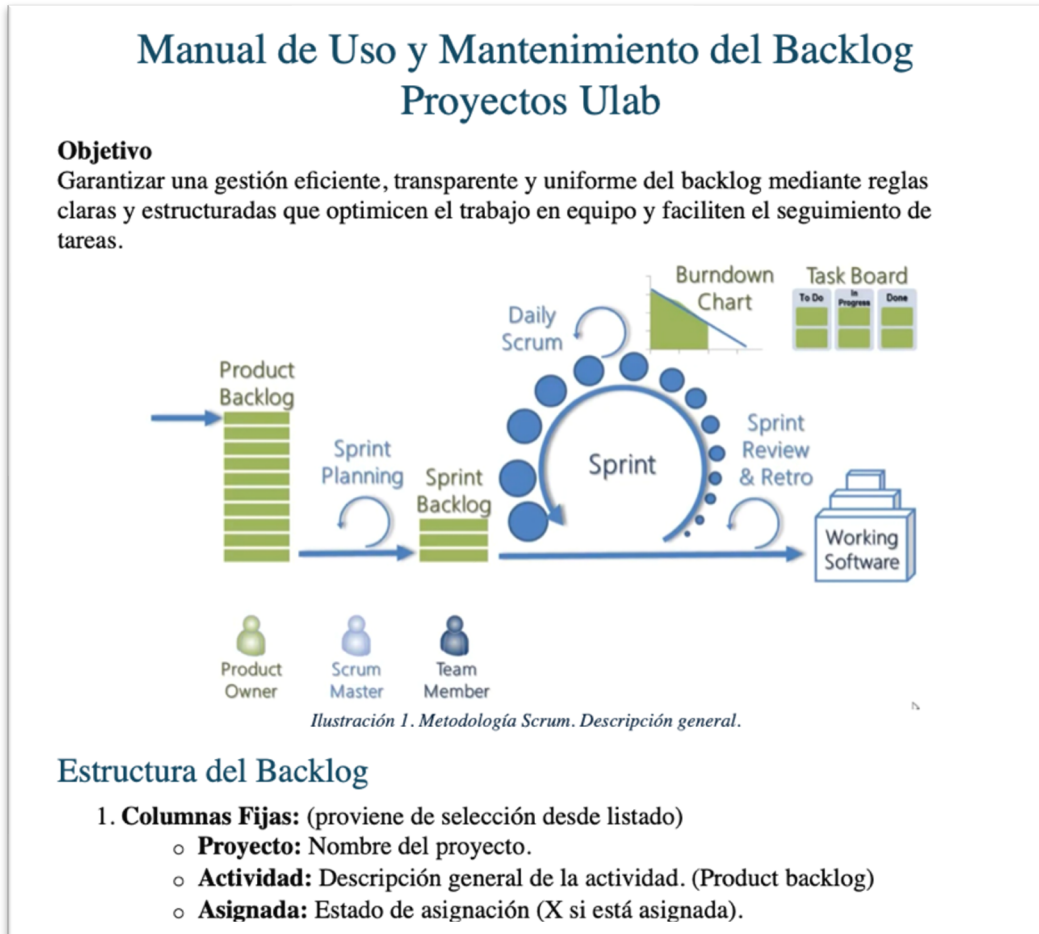 Manual de Uso y Mantenimiento del Backlog
Proyectos Ulab
Objetivo
Garantizar una gestión eficiente, transparente y uniforme del backlog mediante reglas
claras y estructuradas que optimicen el trabajo en equipo y faciliten el seguimiento de
tareas.
Burndown
Chart
Task Board
To Do
In
Progress
Done
Daily
Scrum
Product
Backlog
Sprint
Planning
Sprint
Backlog
Sprint
Sprint
Review
& Retro
Working
Software
Product
Owner
Scrum
Master
Team
Member
Ilustración 1. Metodología Scrum. Descripción general.
Estructura del Backlog
1. Columnas Fijas: (proviene de selección desde listado)
o Proyecto: Nombre del proyecto.
o Actividad: Descripción general de la actividad. (Product backlog)
o Asignada: Estado de asignación (X si está asignada).